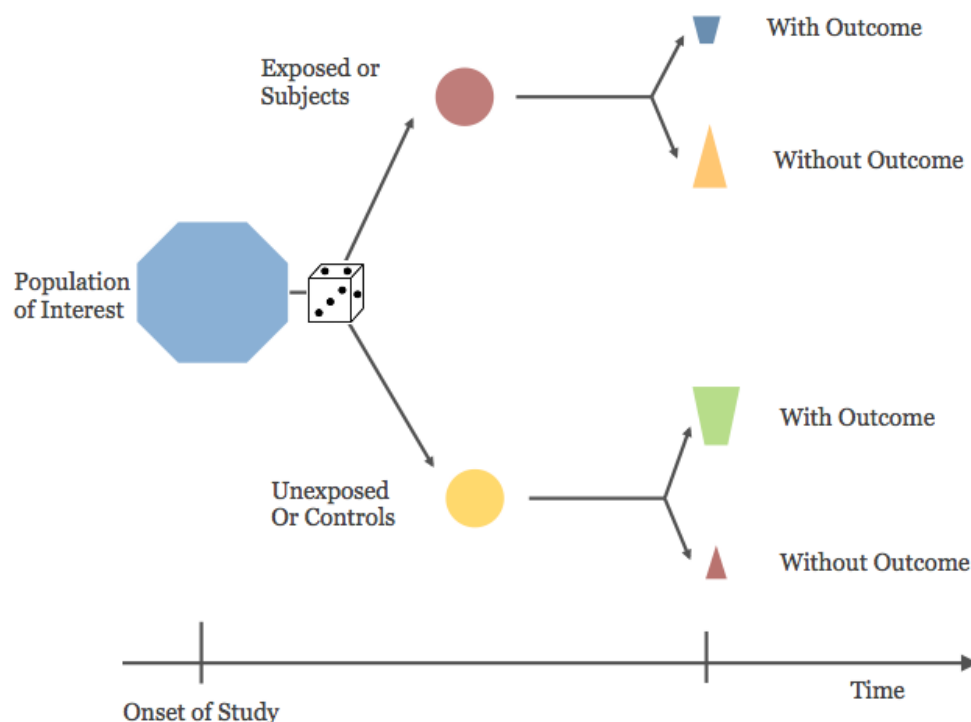 With Outcome
Exposed or
Subjects
Without Outcome
Population
of Interest
With Outcome
Unexposed
Or Controls
Without Outcome
Time
Onset of Study